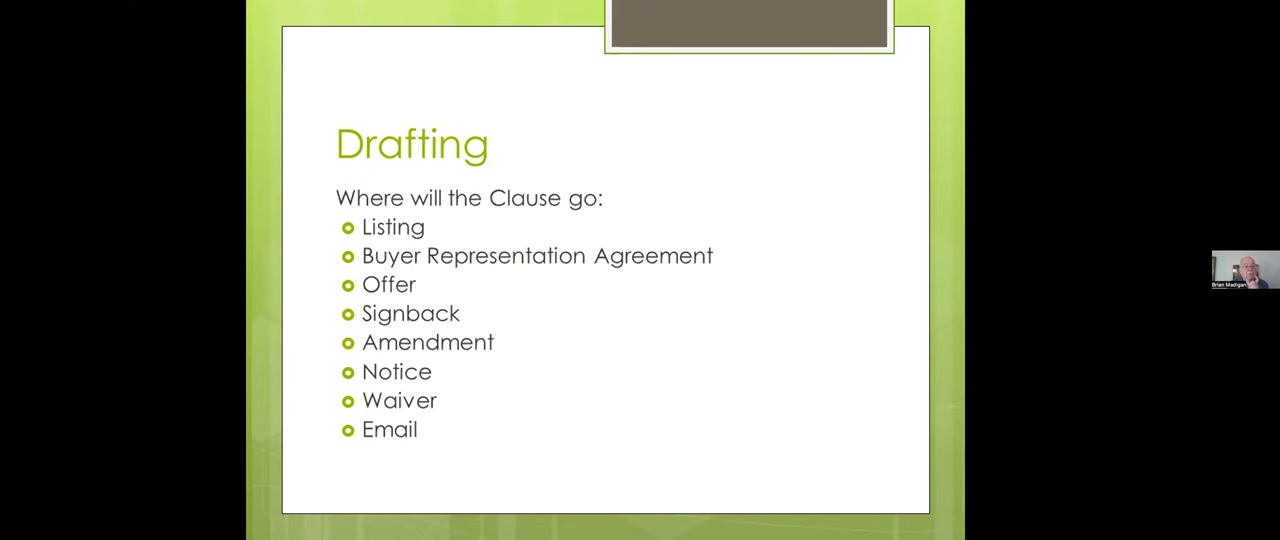 Drafting
Where will the Clause go:
Listing
Buyer Representation Agreement
Offer
Signback
Amendment
Notice
Waiver
Email
Brian Madigan